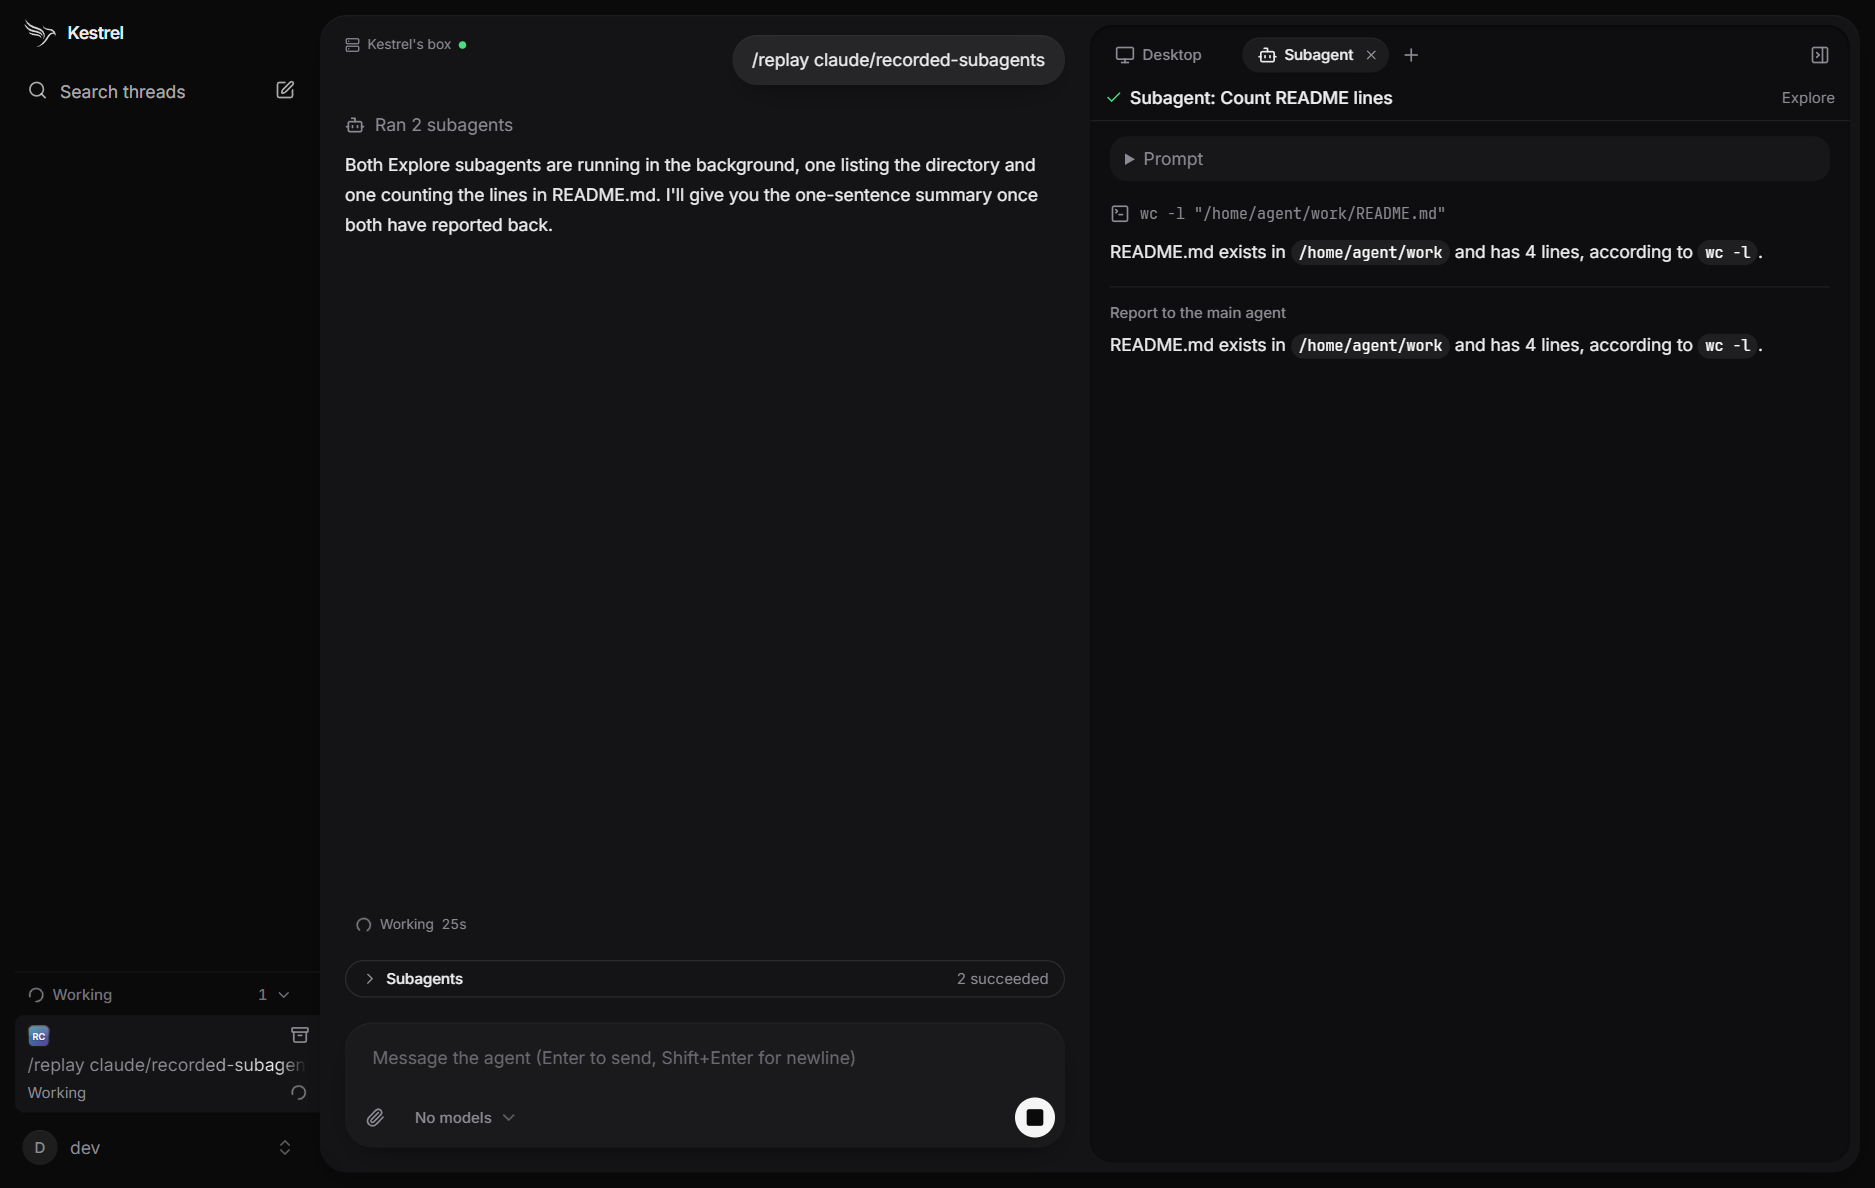 Kestrel
Search threads
Kestrel's box
/replay claude/recorded-subagents
Ran 2 subagents
Both Explore subagents are running in the background, one listing the directory and
one counting the lines in README.md. I'll give you the one-sentence summary once
both have reported back.
Working 25s
Subagents
2 succeeded
Message the agent (Enter to send, Shift+Enter for newline)
No models
Working
1
RC
/replay claude/recorded-subagen
Working
D
dev
Desktop
Subagent
Subagent: Count README lines
Explore
Prompt
wc -l "/home/agent/work/README.md"
README.md exists in /home/agent/work and has 4 lines, according to wc -l.
Report to the main agent
README.md exists in /home/agent/work and has 4 lines, according to wc -l.